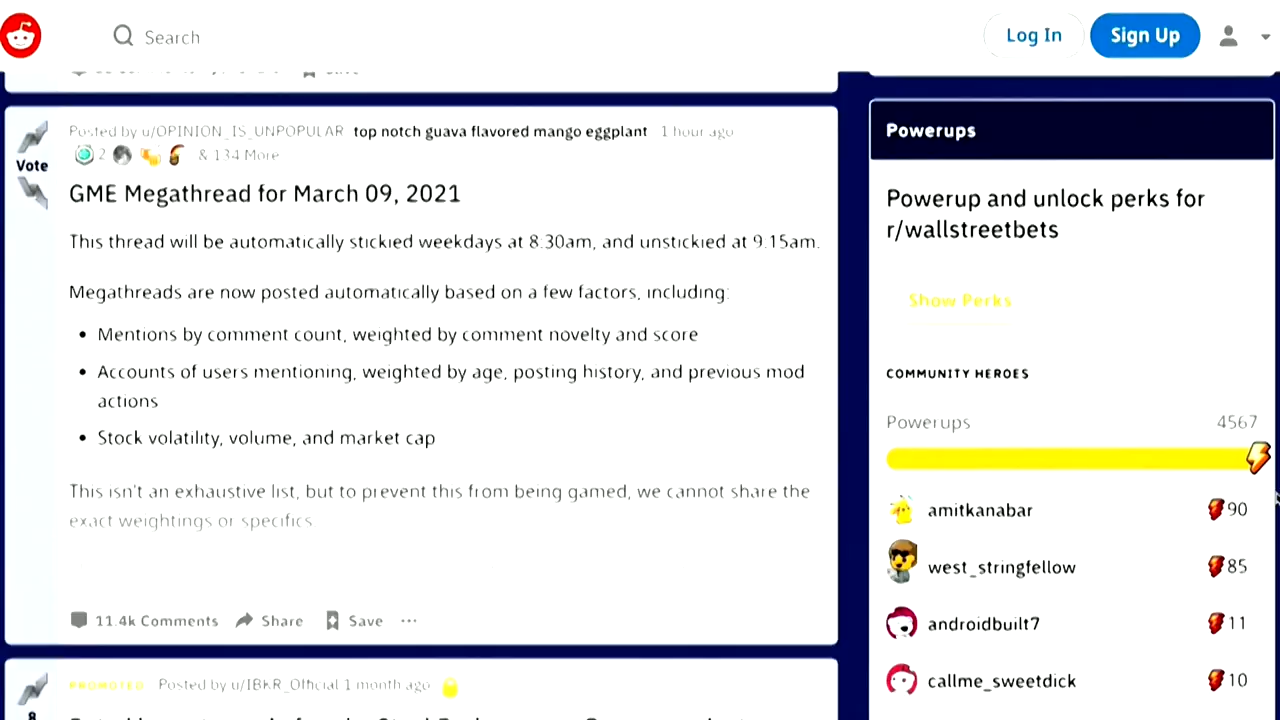 Search
Log In
Sign Up
Posted by u/OPINION_IS_UNPOPULAR top notch guava flavored mango eggplant 1 hour ago
2 & 134 More
Vote
GME Megathread for March 09, 2021
This thread will be automatically stickied weekdays at 8:30am, and unstickied at 9:15am.
Megathreads are now posted automatically based on a few factors, including:
• Mentions by comment count, weighted by comment novelty and score
• Accounts of users mentioning, weighted by age, posting history, and previous mod
actions
• Stock volatility, volume, and market cap
This isn't an exhaustive list, but to prevent this from being gamed, we cannot share the
exact weightings or specifics
11.4k Comments Share Save ...
PROMOTED Posted by u/IBKR_Official 1 month ago
8
Powerups
Powerup and unlock perks for
r/wallstreetbets
Show Perks
COMMUNITY HEROES
Powerups 4567
amitkanabar 90
west_stringfellow 85
androidbuilt7 11
callme_sweetdick 10